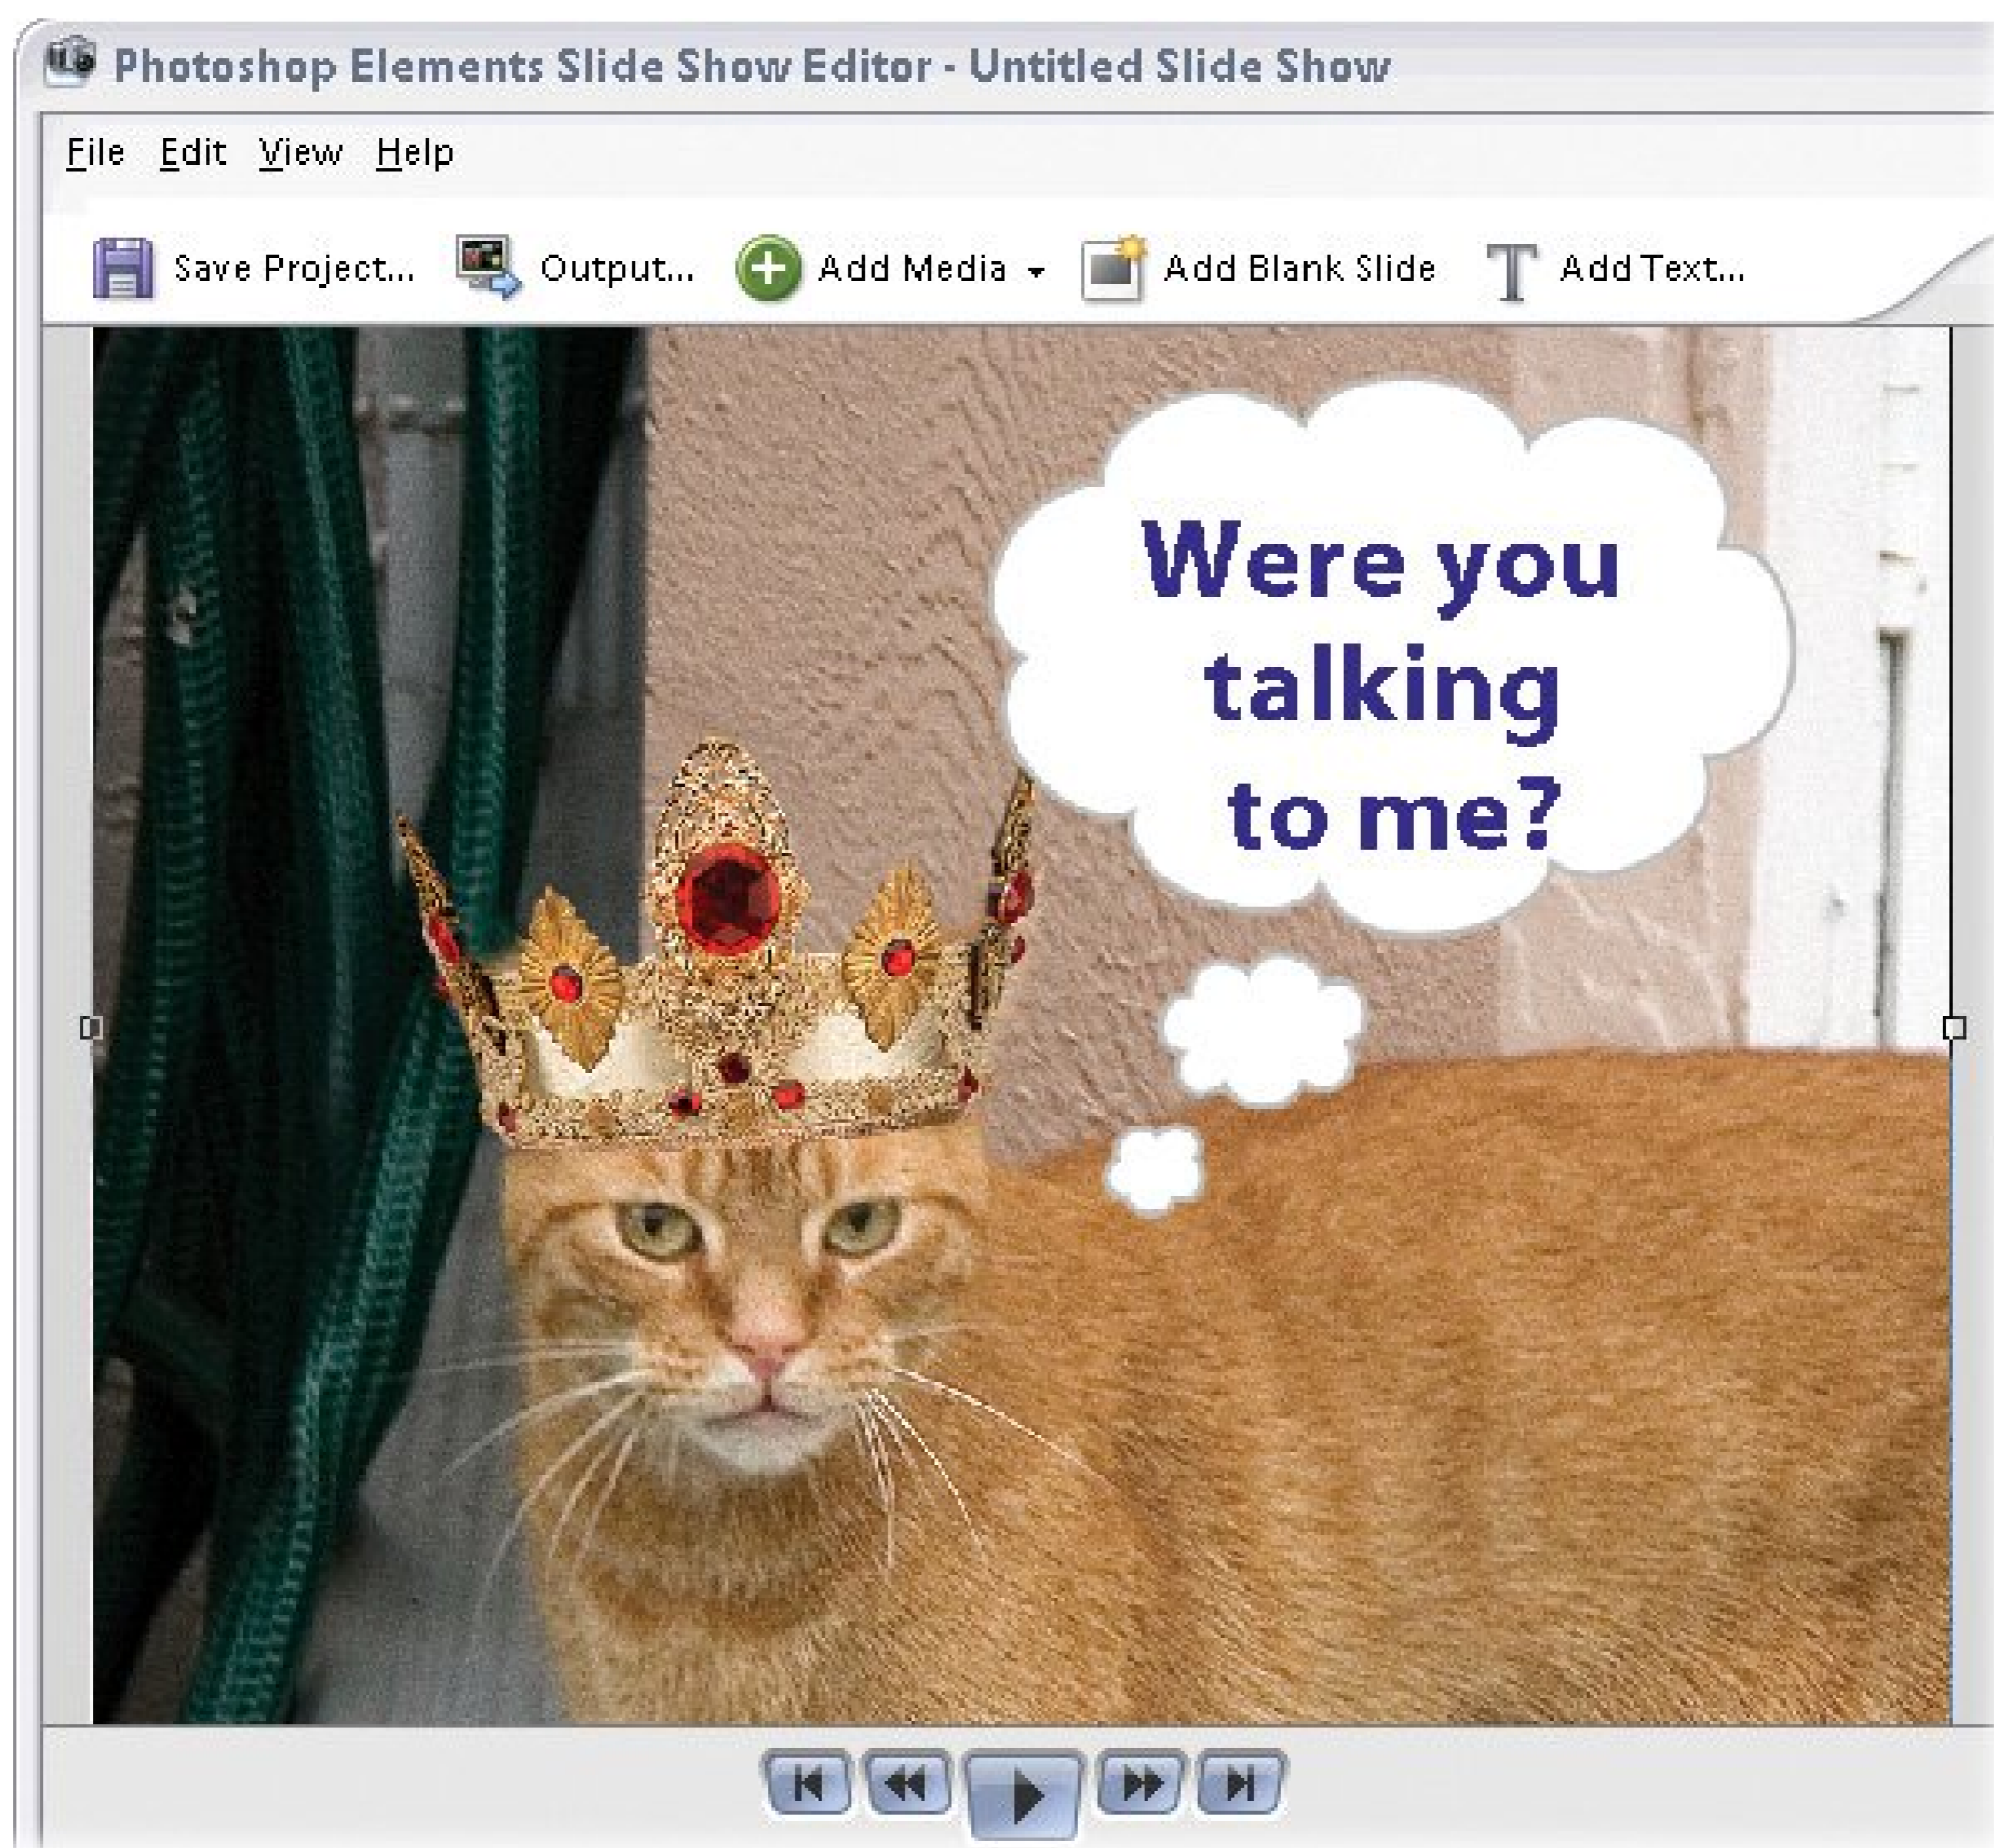 Photoshop Elements Slide Show Editor - Untitled Slide Show
File Edit View Help
Save Project... Output... Add Media Add Blank Slide Add Text...
Were you
talking
to me?